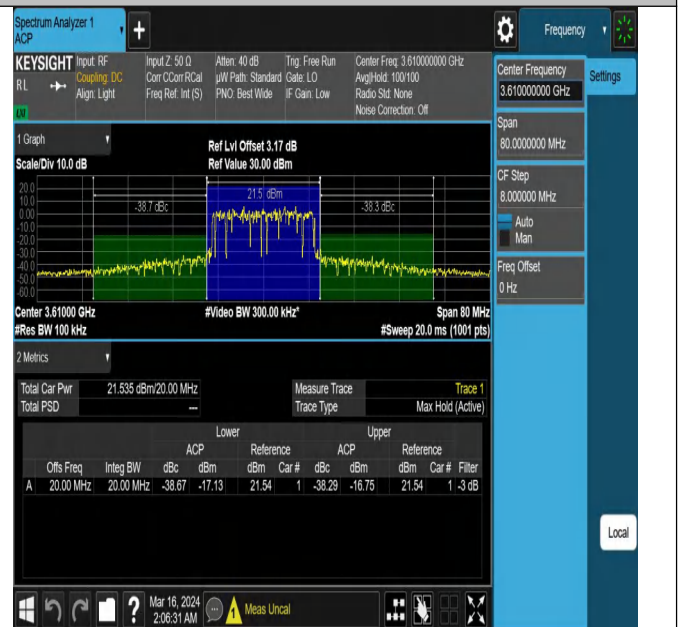 Spectrum Analyzer 1
ACP
+
Frequency
KEYSIGHT
RL
LXI
Input: RF
Coupling: DC
Align: Light
Input Z: 50 Ω
Corr CCorr RCal
Freq Ref: Int (S)
Atten: 40 dB
µW Path: Standard
PNO: Best Wide
Trig: Free Run
Gate: LO
IF Gain: Low
Center Freq: 3.610000000 GHz
Avg|Hold: 100/100
Radio Std: None
Noise Correction: Off
Center Frequency
3.610000000 GHz
Settings
Span
80.0000000 MHz
CF Step
8.000000 MHz
Auto
Man
Freq Offset
0 Hz
1 Graph
Scale/Div 10.0 dB
Ref Lvl Offset 3.17 dB
Ref Value 30.00 dBm
20.0
10.0
0.00
-10.0
-20.0
-30.0
-40.0
-50.0
-60.0
-38.7 dBc
21.5 dBm
-38.3 dBc
Center 3.61000 GHz #Video BW 300.00 kHz* Span 80 MHz
#Res BW 100 kHz #Sweep 20.0 ms (1001 pts)
2 Metrics
Total Car Pwr 21.535 dBm/20.00 MHz Measure Trace Trace 1
Total PSD --- Trace Type Max Hold (Active)
Lower Upper
ACP Reference ACP Reference
Offs Freq Integ BW dBc dBm dBm Car # dBc dBm dBm Car # Filter
A 20.00 MHz 20.00 MHz -38.67 -17.13 21.54 1 -38.29 -16.75 21.54 1 -3 dB
Local
?
Mar 16, 2024
2:06:31 AM
1
Meas Uncal